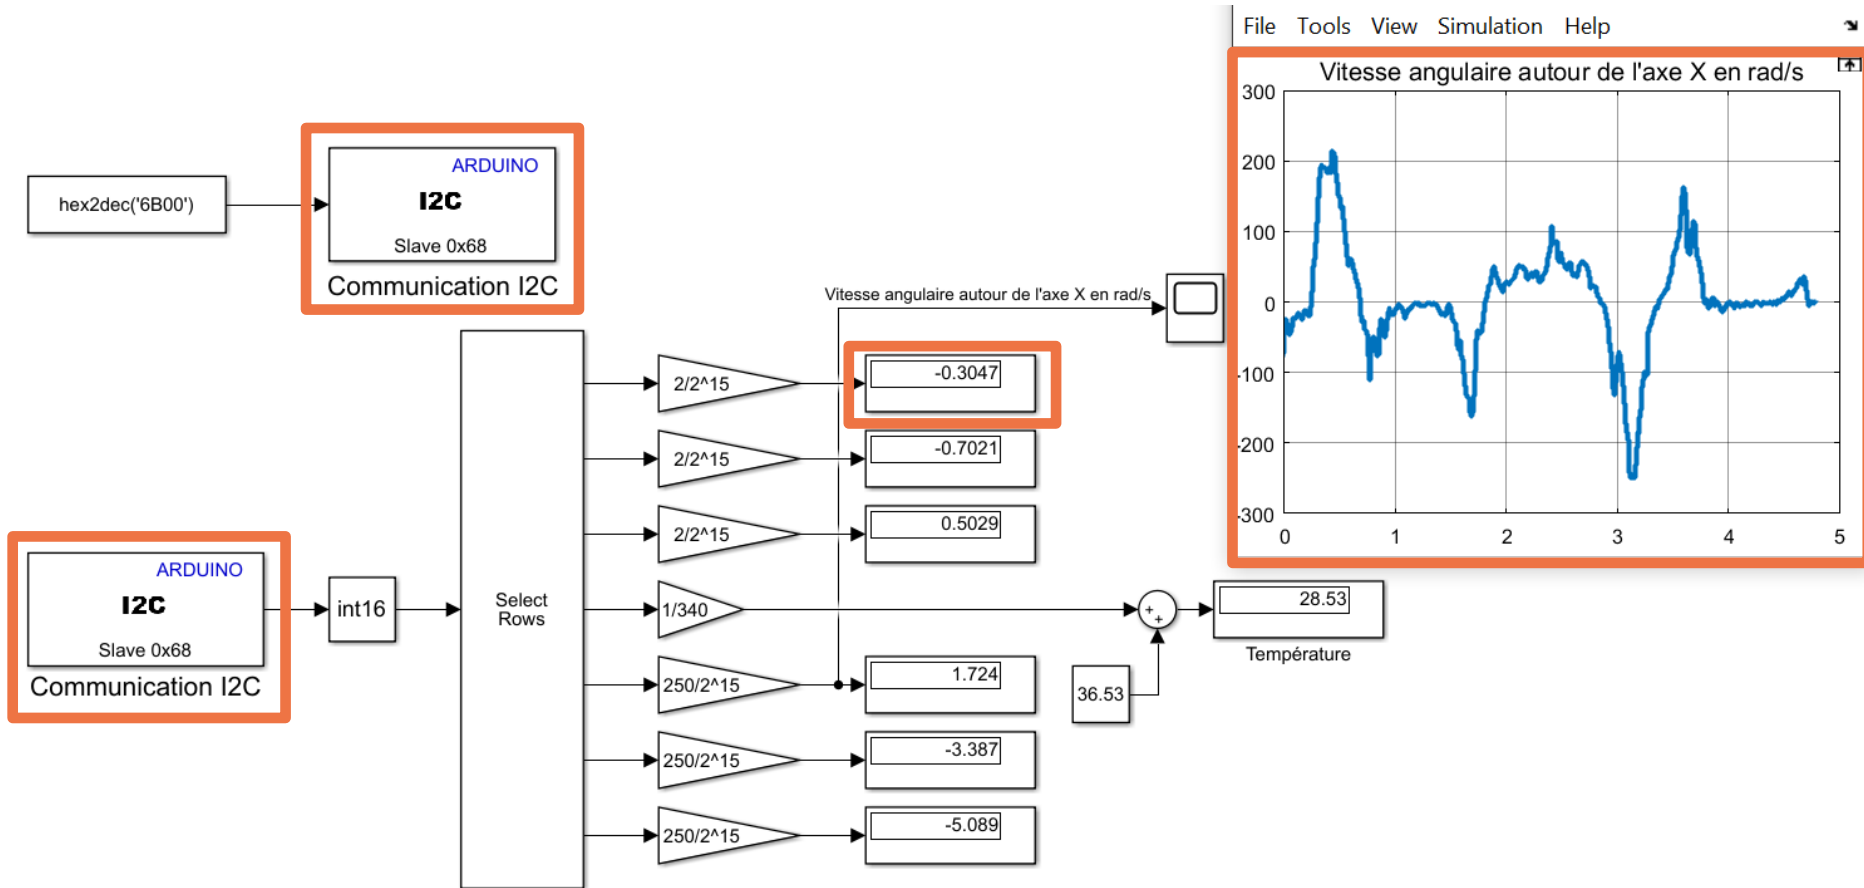 File Tools View Simulation Help
Vitesse angulaire autour de l'axe X en rad/s
300
200
100
0
-100
-200
-300
0 1 2 3 4 5
hex2dec('6B00')
ARDUINO
I2C
Slave 0x68
Communication I2C
Vitesse angulaire autour de l'axe X en rad/s
2/2^15
-0.3047
2/2^15
-0.7021
2/2^15
0.5029
ARDUINO
I2C
Slave 0x68
Communication I2C
int16
Select
Rows
1/340
+
+
28.53
Température
36.53
250/2^15
1.724
250/2^15
-3.387
250/2^15
-5.089